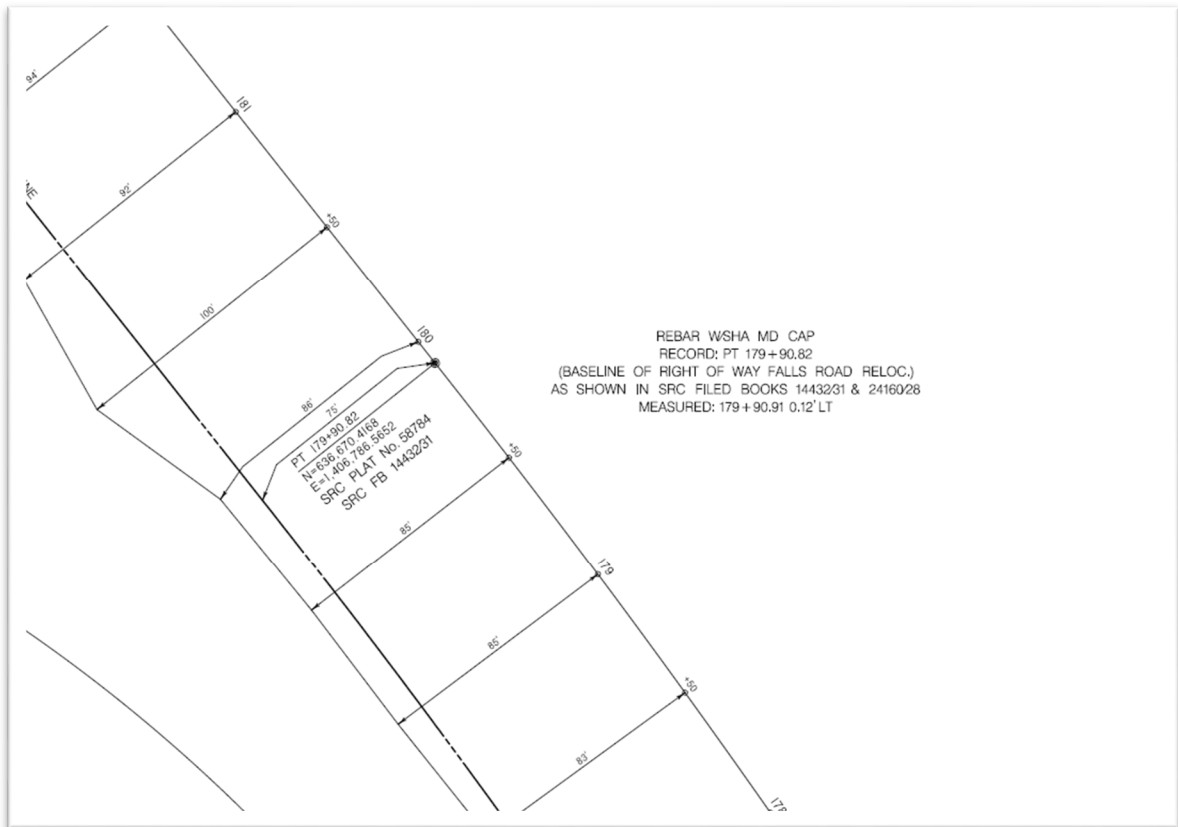 94'
181
92'
+50
100'
180
86'
75'
PT 179+90.82
N=636,670.4168
E=1,406,786.5652
SRC PLAT No. 58784
SRC FB 14432/31
REBAR W/SHA MD CAP
RECORD: PT 179+90.82
(BASELINE OF RIGHT OF WAY FALLS ROAD RELOC.)
AS SHOWN IN SRC FILED BOOKS 14432/31 & 24160/28
MEASURED: 179+90.91 0.12' LT
+50
85'
179
85'
+50
83'